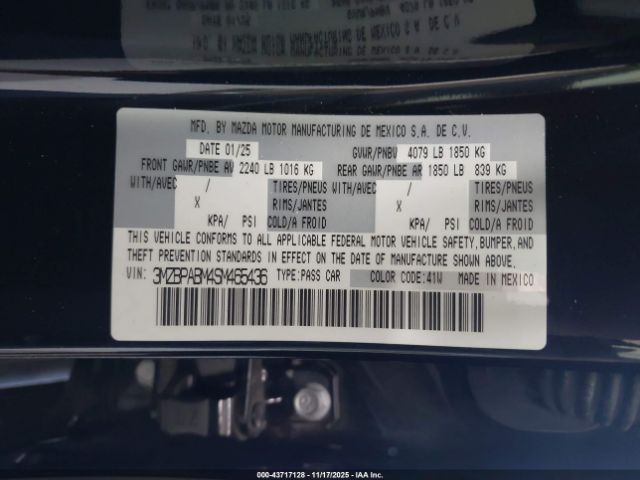 MFD. BY MAZDA MOTOR MANUFACTURING DE MEXICO S.A. DE C.V.
DATE 01/25 GVWR/PNBV 4079 LB 1850 KG
FRONT GAWR/PNBE AV 2240 LB 1016 KG REAR GAWR/PNBE AR 1850 LB 839 KG
WITH/AVEC / TIRES/PNEUS WITH/AVEC / TIRES/PNEUS
X RIMS/JANTES X RIMS/JANTES
KPA/ PSI COLD/A FROID KPA/ PSI COLD/A FROID
THIS VEHICLE CONFORMS TO ALL APPLICABLE FEDERAL MOTOR VEHICLE SAFETY, BUMPER, AND
THEFT PREVENTION STANDARDS IN EFFECT ON THE DATE OF MANUFACTURE SHOWN ABOVE.
VIN: 3MZBPABM4SM465436 TYPE:PASS CAR COLOR CODE:41W MADE IN MEXICO
000-43717128 - 11/17/2025 - IAA Inc.